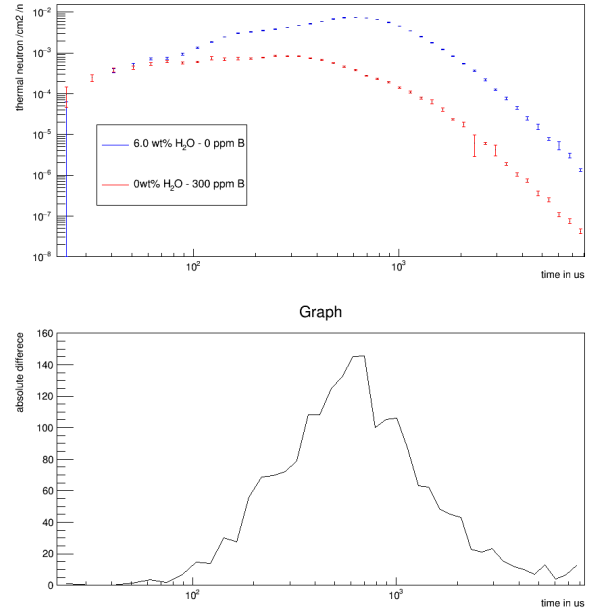 thermal neutron /cm2 /n
10⁻²
10⁻³
10⁻⁴
10⁻⁵
10⁻⁶
10⁻⁷
10⁻⁸
6.0 wt% H₂O - 0 ppm B
0wt% H₂O - 300 ppm B
10² 10³
time in us
Graph
absolute differece
160
140
120
100
80
60
40
20
0
10² 10³
time in us